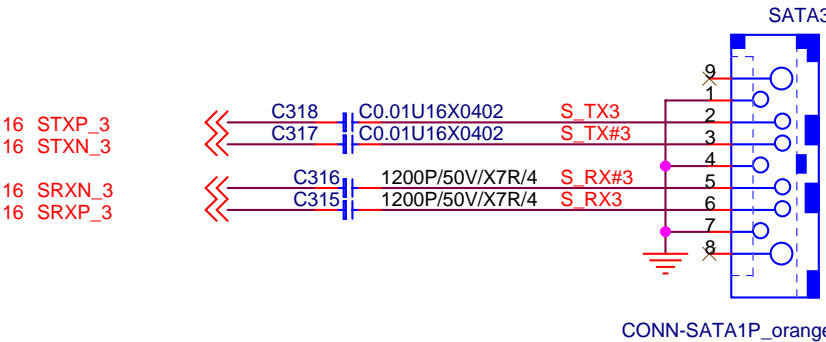 SATA3
9
1
C318 C0.01U16X0402 S_TX3 2
16 STXP_3
C317 C0.01U16X0402 S_TX#3 3
16 STXN_3
4
C316 1200P/50V/X7R/4 S_RX#3 5
16 SRXN_3
C315 1200P/50V/X7R/4 S_RX3 6
16 SRXP_3
7
8
CONN-SATA1P_orange